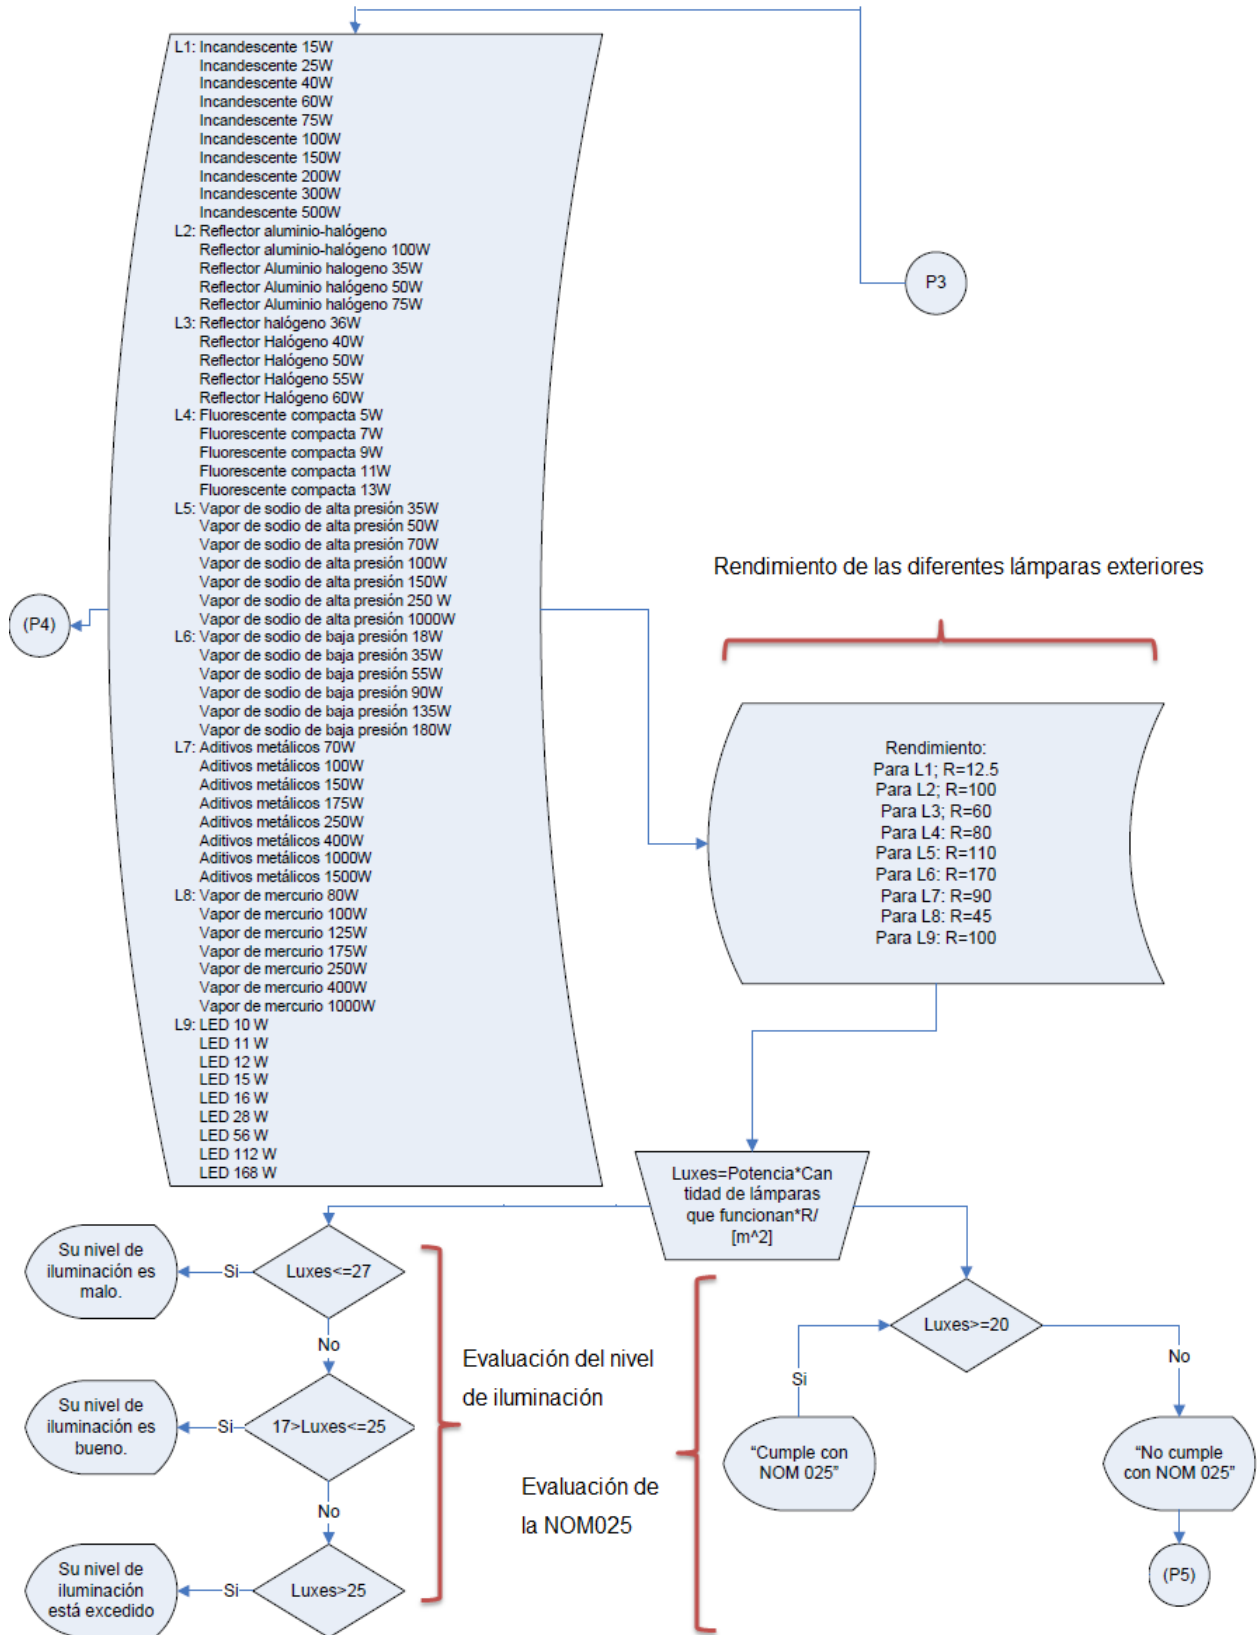 L1: Incandescente 15W
Incandescente 25W
Incandescente 40W
Incandescente 60W
Incandescente 75W
Incandescente 100W
Incandescente 150W
Incandescente 200W
Incandescente 300W
Incandescente 500W
L2: Reflector aluminio-halógeno
Reflector aluminio-halógeno 100W
Reflector Aluminio halogeno 35W
Reflector Aluminio halógeno 50W
Reflector Aluminio halógeno 75W
L3: Reflector halógeno 36W
Reflector Halógeno 40W
Reflector Halógeno 50W
Reflector Halógeno 55W
Reflector Halógeno 60W
L4: Fluorescente compacta 5W
Fluorescente compacta 7W
Fluorescente compacta 9W
Fluorescente compacta 11W
Fluorescente compacta 13W
L5: Vapor de sodio de alta presión 35W
Vapor de sodio de alta presión 50W
Vapor de sodio de alta presión 70W
Vapor de sodio de alta presión 100W
Vapor de sodio de alta presión 150W
Vapor de sodio de alta presión 250 W
Vapor de sodio de alta presión 1000W
L6: Vapor de sodio de baja presión 18W
Vapor de sodio de baja presión 35W
Vapor de sodio de baja presión 55W
Vapor de sodio de baja presión 90W
Vapor de sodio de baja presión 135W
Vapor de sodio de baja presión 180W
L7: Aditivos metálicos 70W
Aditivos metálicos 100W
Aditivos metálicos 150W
Aditivos metálicos 175W
Aditivos metálicos 250W
Aditivos metálicos 400W
Aditivos metálicos 1000W
Aditivos metálicos 1500W
L8: Vapor de mercurio 80W
Vapor de mercurio 100W
Vapor de mercurio 125W
Vapor de mercurio 175W
Vapor de mercurio 250W
Vapor de mercurio 400W
Vapor de mercurio 1000W
L9: LED 10 W
LED 11 W
LED 12 W
LED 15 W
LED 16 W
LED 28 W
LED 56 W
LED 112 W
LED 168 W
P3
(P4)
Rendimiento de las diferentes lámparas exteriores
Rendimiento:
Para L1; R=12.5
Para L2; R=100
Para L3; R=60
Para L4: R=80
Para L5: R=110
Para L6: R=170
Para L7: R=90
Para L8: R=45
Para L9: R=100
Luxes=Potencia*Can
tidad de lámparas
que funcionan*R/
[m^2]
Su nivel de
iluminación es
malo.
Si
Luxes<=27
No
Su nivel de
iluminación es
bueno.
Si
17>Luxes<=25
No
Su nivel de
iluminación
está excedido
Si
Luxes>25
Evaluación del nivel
de iluminación
Evaluación de
la NOM025
Luxes>=20
Si
No
“Cumple con
NOM 025”
“No cumple
con NOM 025”
(P5)